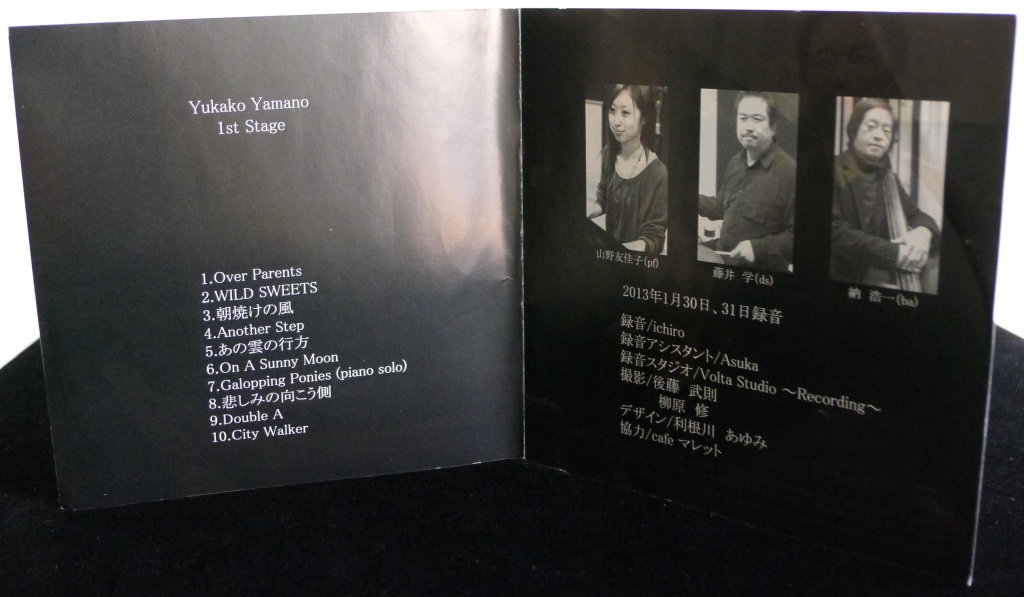 Yukako Yamano
1st Stage
1.Over Parents
2.WILD SWEETS
3.朝焼けの風
4.Another Step
5.あの雲の行方
6.On A Sunny Moon
7.Galopping Ponies (piano solo)
8.悲しみの向こう側
9.Double A
10.City Walker
山野友佳子(pf)
藤井 学(ds)
納 浩一(ba)
2013年1月30日、31日録音
録音/ichiro
録音アシスタント/Asuka
録音スタジオ/Volta Studio ～Recording～
撮影/後藤 武則
柳原 修
デザイン/利根川 あゆみ
協力/cafe マレット